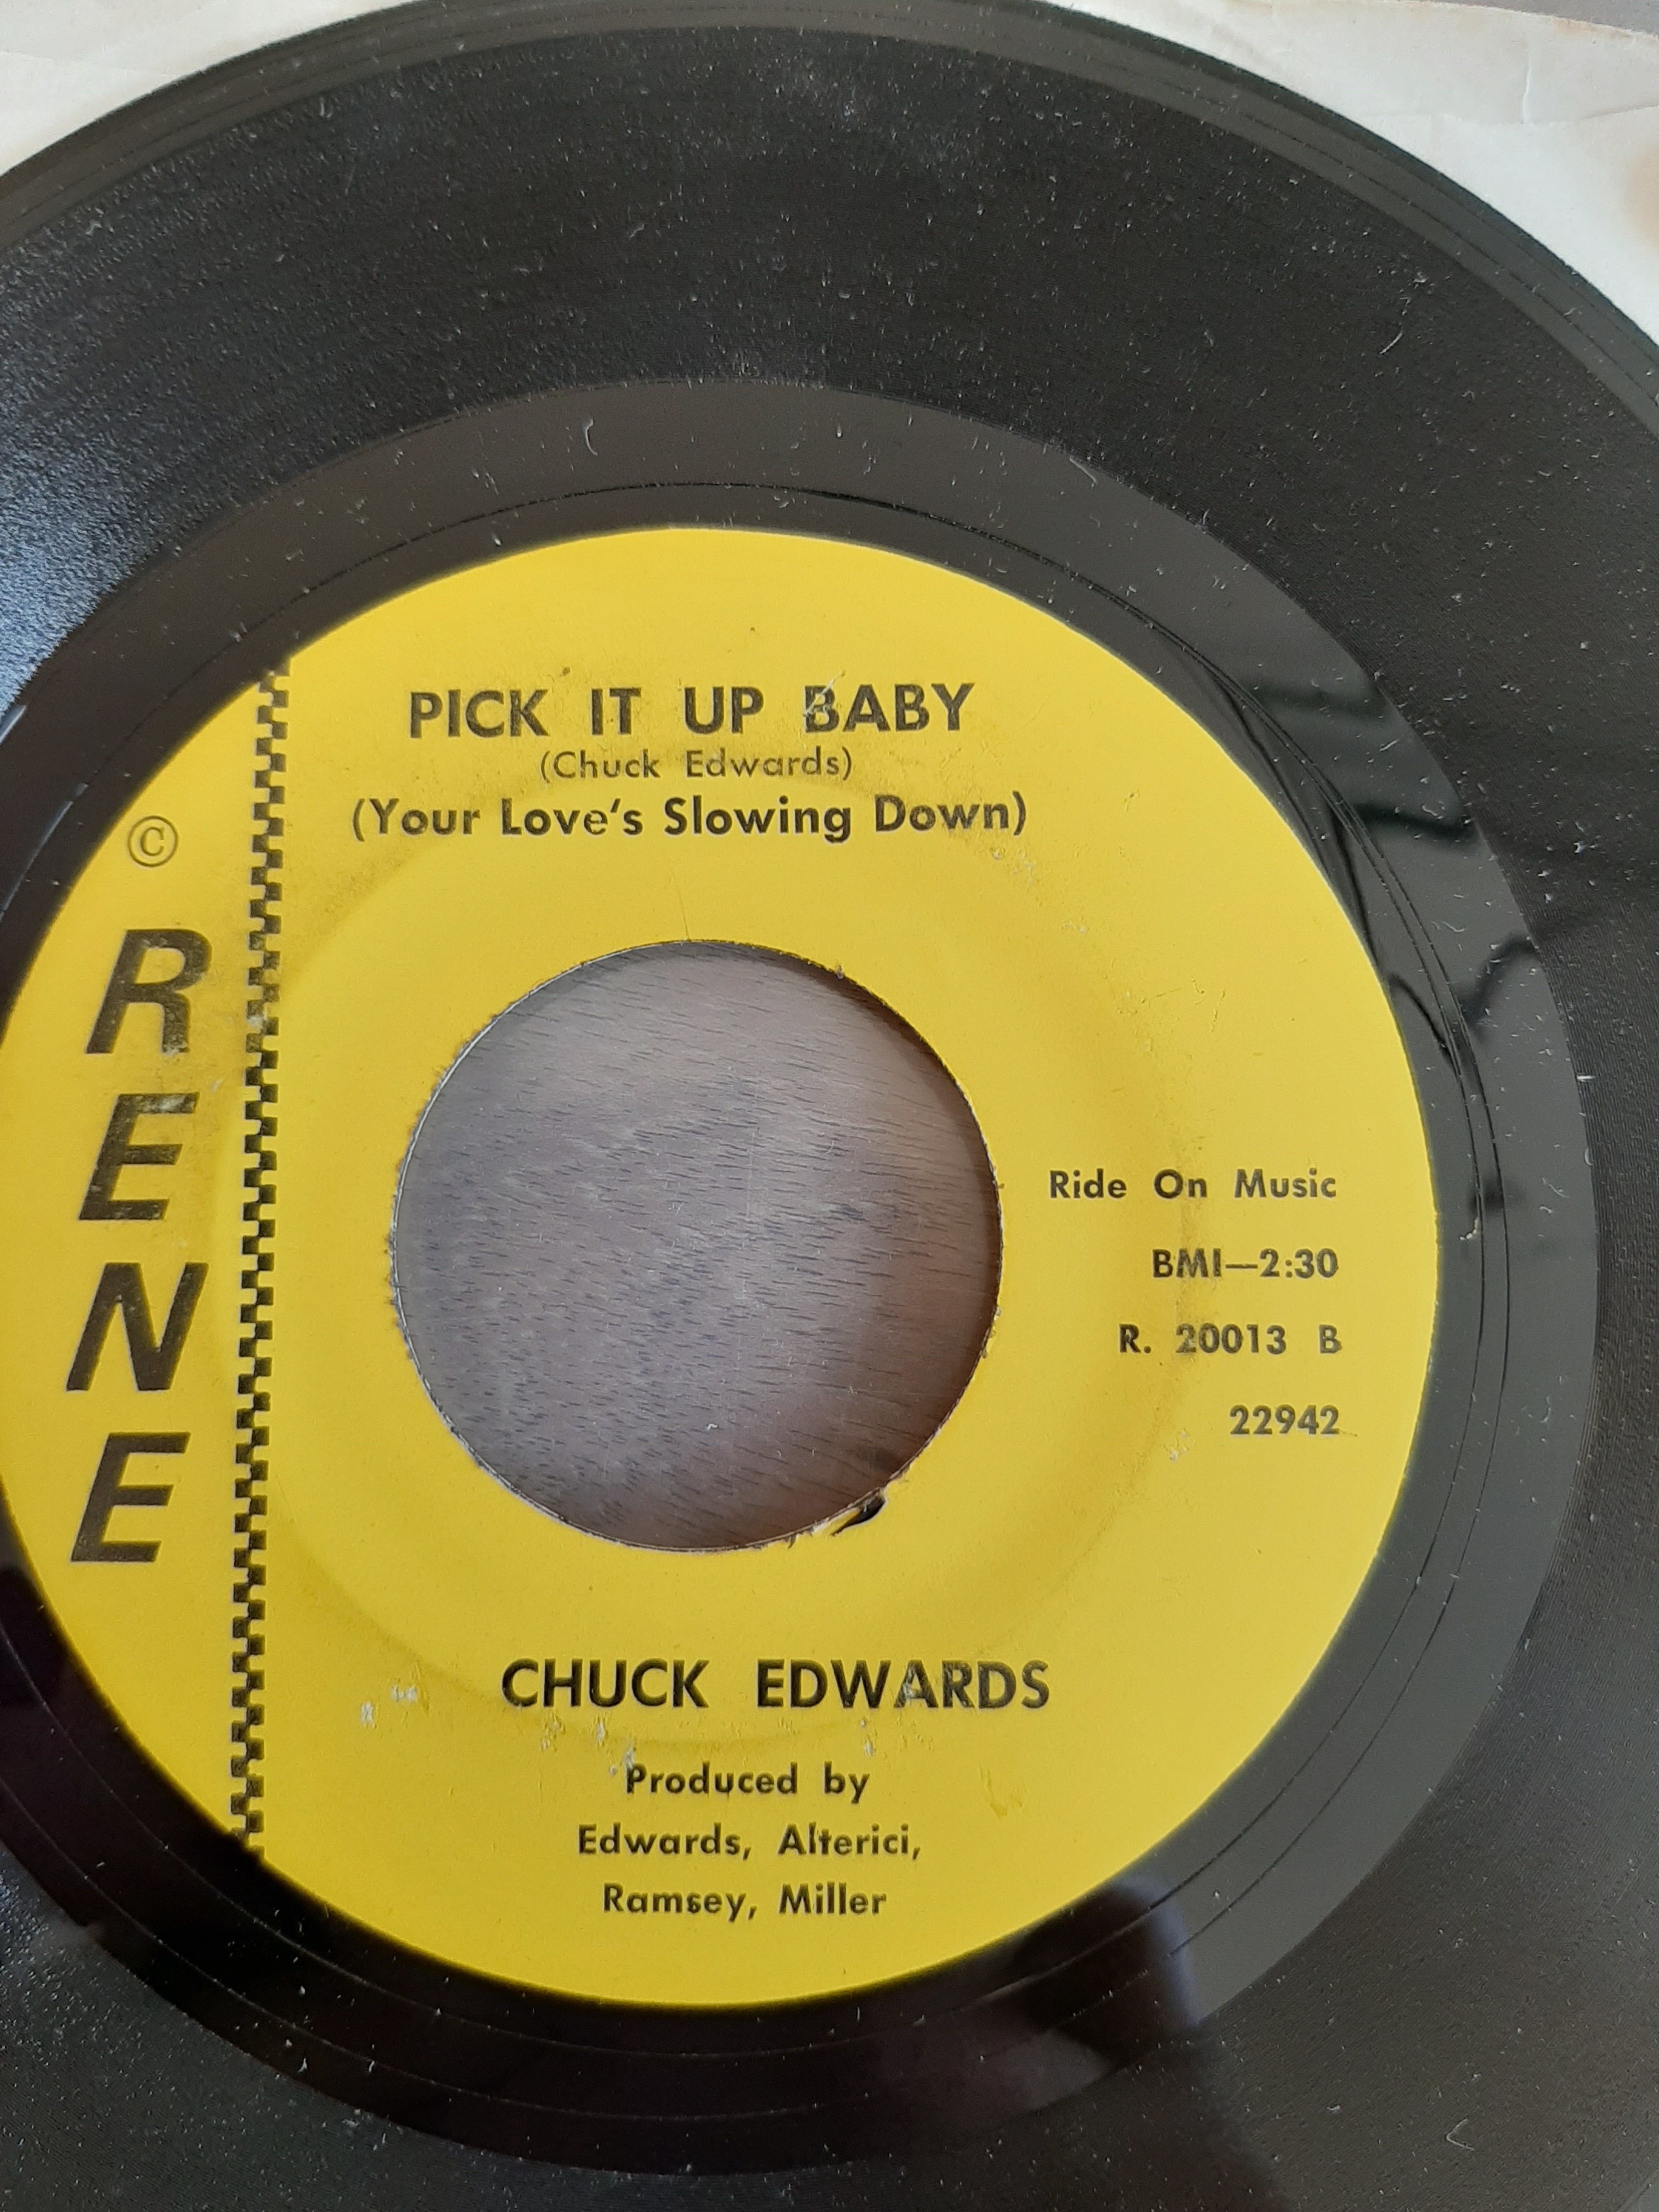 PICK IT UP BABY
(Chuck Edwards)
(Your Love's Slowing Down)
©
RENE
Ride On Music
BMI—2:30
R. 20013 B
22942
CHUCK EDWARDS
Produced by
Edwards, Alterici,
Ramsey, Miller